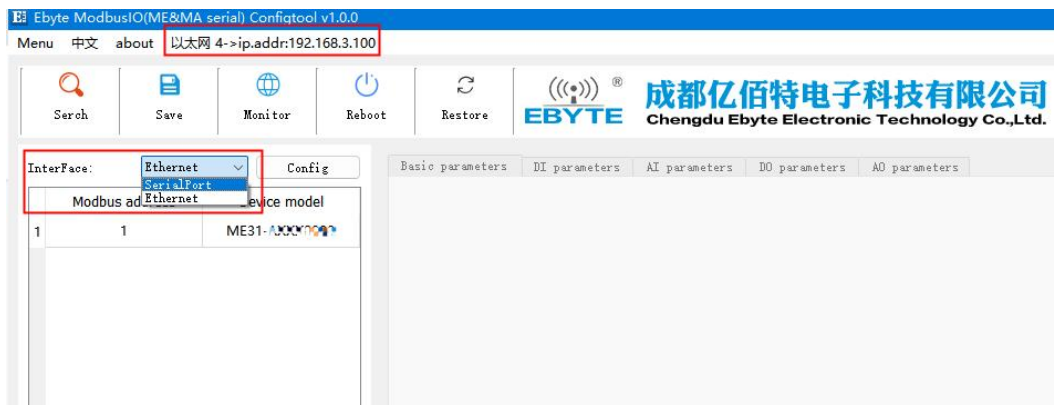 Ebyte ModbusIO(ME&MA serial) Configtool v1.0.0
Menu 中文 about 以太网 4->ip.addr:192.168.3.100
Serch Save Monitor Reboot Restore
EBYTE ®
成都亿佰特电子科技有限公司
Chengdu Ebyte Electronic Technology Co.,Ltd.
InterFace: Ethernet Config
SerialPort
Ethernet
Modbus device model
1 1 ME31-
Basic parameters DI parameters AI parameters DO parameters AO parameters